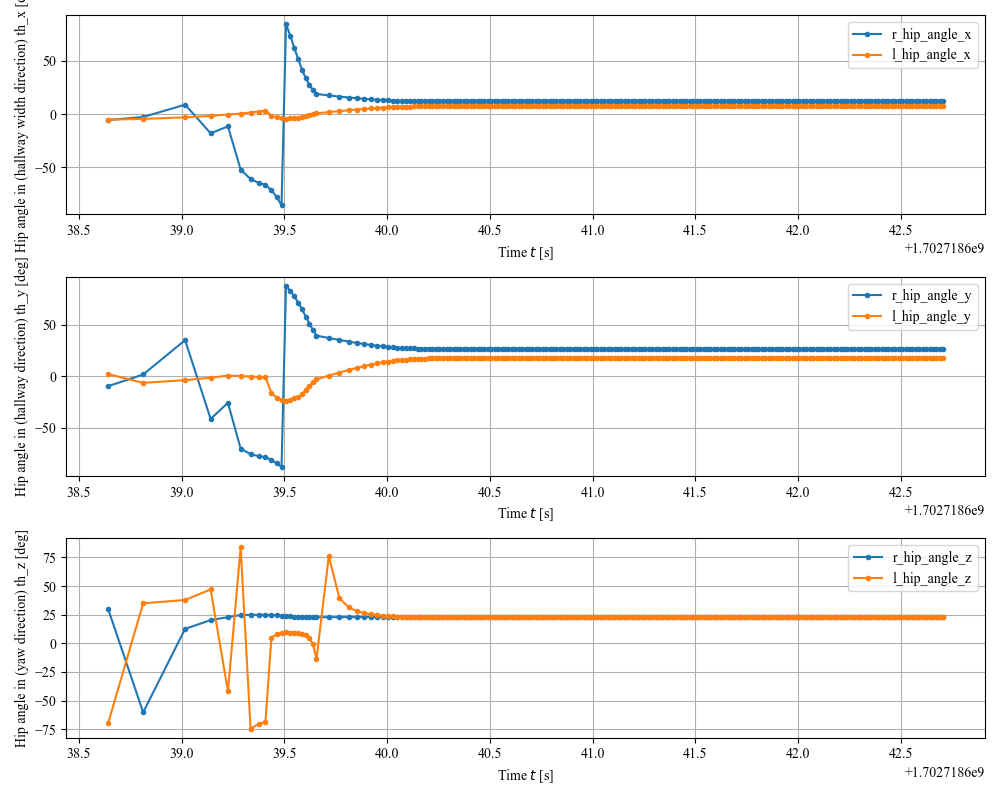 Hip angle in (hallway width direction) th_x
r_hip_angle_x
l_hip_angle_x
50
0
−50
38.5 39.0 39.5 40.0 40.5 41.0 41.5 42.0 42.5
Time t [s]
+1.7027186e9
Hip angle in (hallway direction) th_y [deg]
r_hip_angle_y
l_hip_angle_y
50
0
−50
38.5 39.0 39.5 40.0 40.5 41.0 41.5 42.0 42.5
Time t [s]
+1.7027186e9
Hip angle in (yaw direction) th_z [deg]
r_hip_angle_z
l_hip_angle_z
75
50
25
0
−25
−50
−75
38.5 39.0 39.5 40.0 40.5 41.0 41.5 42.0 42.5
Time t [s]
+1.7027186e9